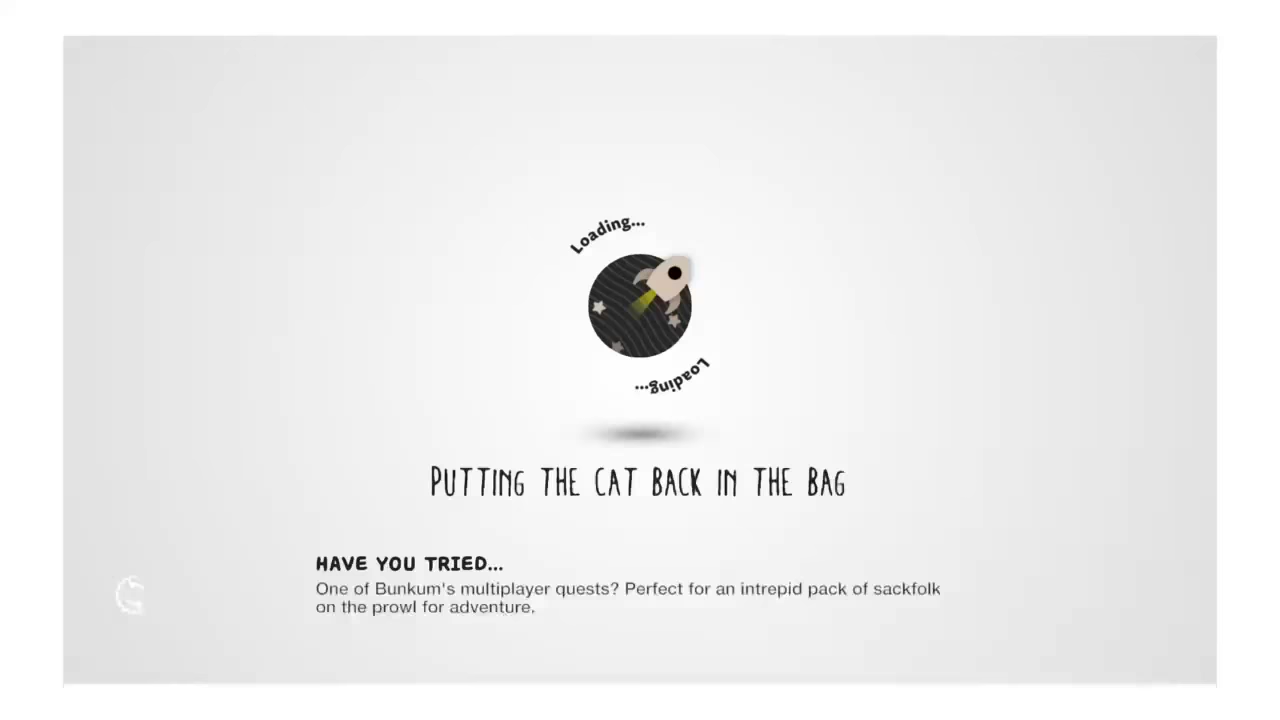 Loading...
Loading...
PUTTING THE CAT BACK IN THE BAG
HAVE YOU TRIED...
One of Bunkum's multiplayer quests? Perfect for an intrepid pack of sackfolk
on the prowl for adventure.